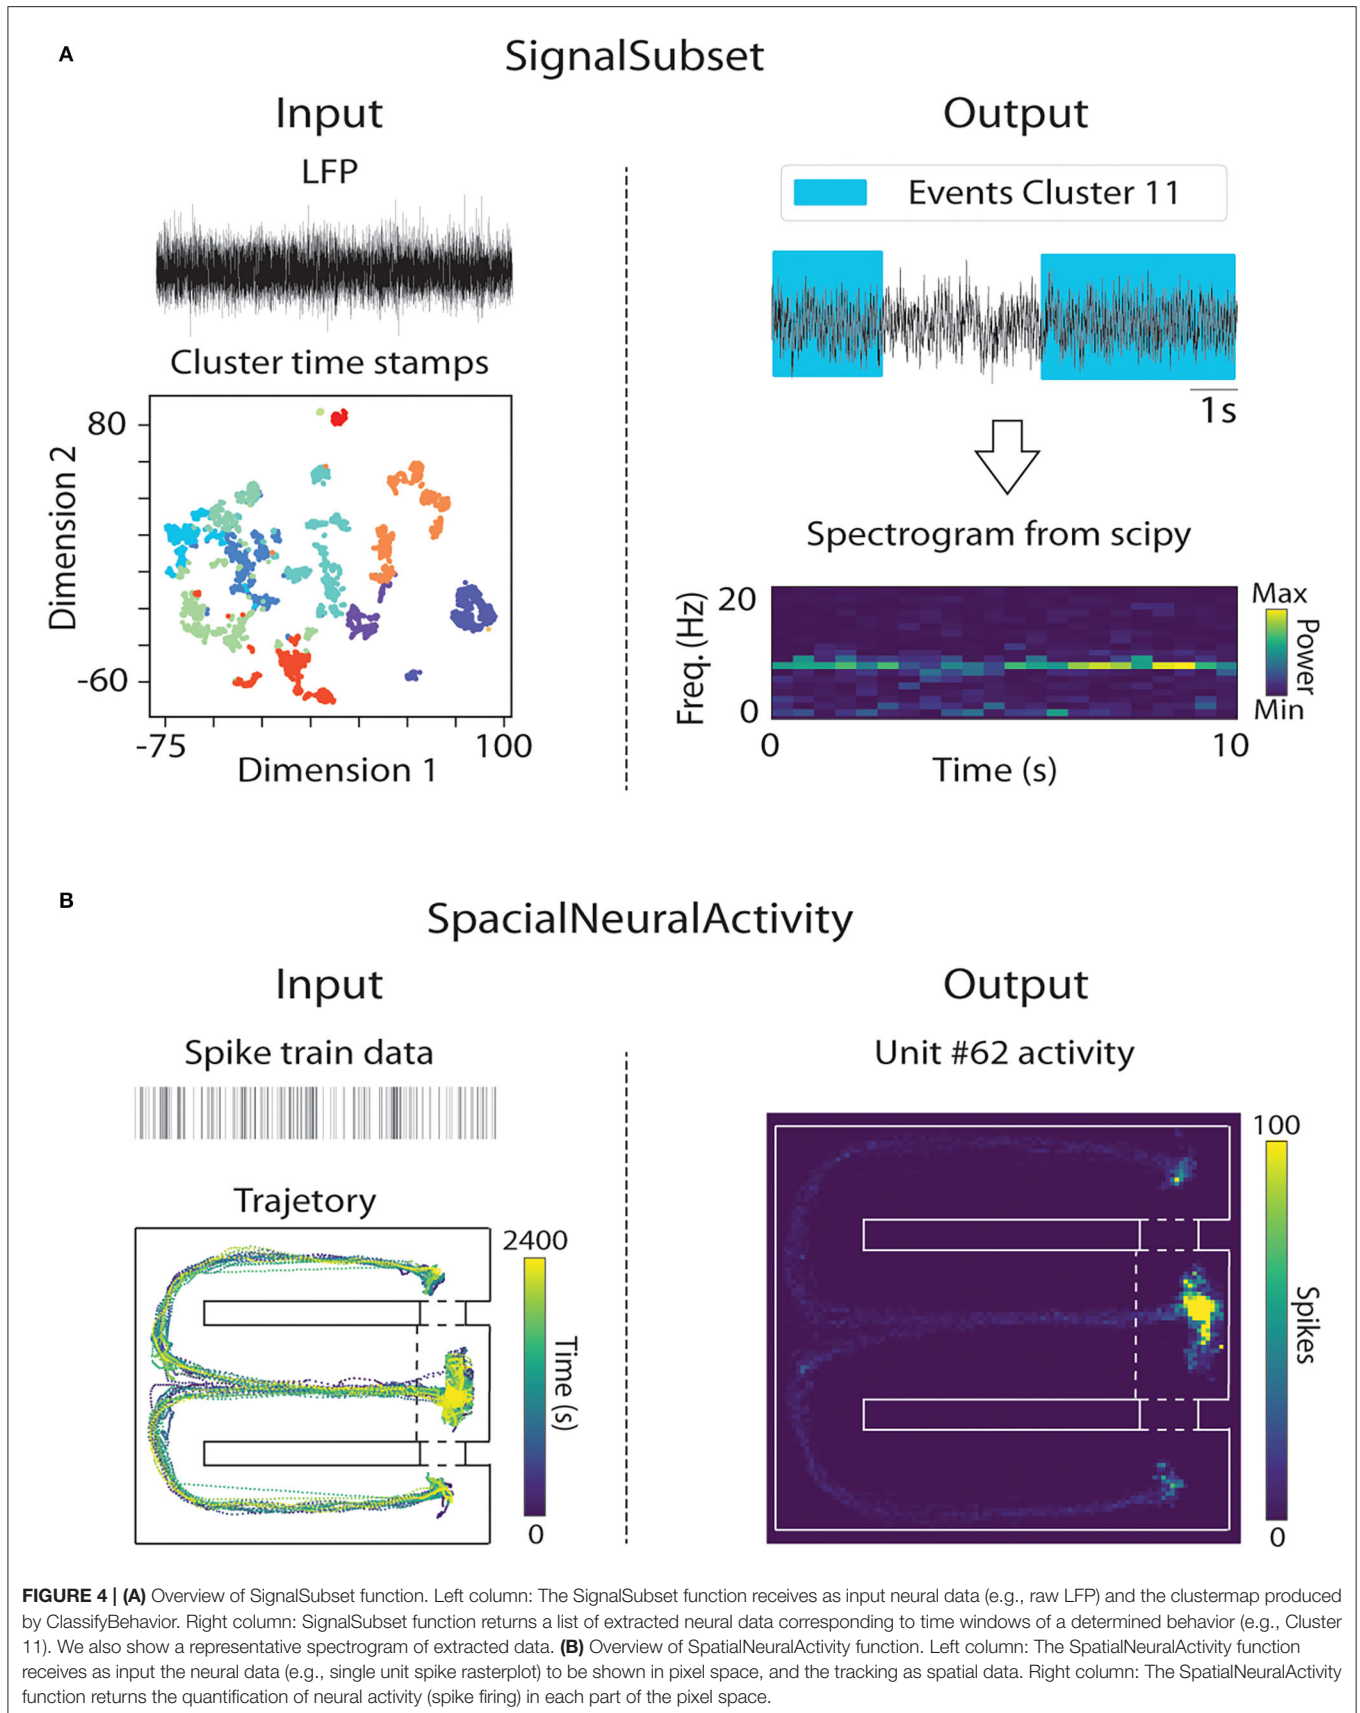 A
SignalSubset
Input
LFP
Cluster time stamps
80
Dimension 2
-60
-75
100
Dimension 1
Output
Events Cluster 11
1s
Spectrogram from scipy
20
Freq. (Hz)
0
Max
Power
Min
0
10
Time (s)
B
SpacialNeuralActivity
Input
Spike train data
Trajetory
2400
Time (s)
0
Output
Unit #62 activity
100
Spikes
0
FIGURE 4 | (A) Overview of SignalSubset function. Left column: The SignalSubset function receives as input neural data (e.g., raw LFP) and the clustermap produced
by ClassifyBehavior. Right column: SignalSubset function returns a list of extracted neural data corresponding to time windows of a determined behavior (e.g., Cluster
11). We also show a representative spectrogram of extracted data. (B) Overview of SpatialNeuralActivity function. Left column: The SpatialNeuralActivity function
receives as input the neural data (e.g., single unit spike rasterplot) to be shown in pixel space, and the tracking as spatial data. Right column: The SpatialNeuralActivity
function returns the quantification of neural activity (spike firing) in each part of the pixel space.